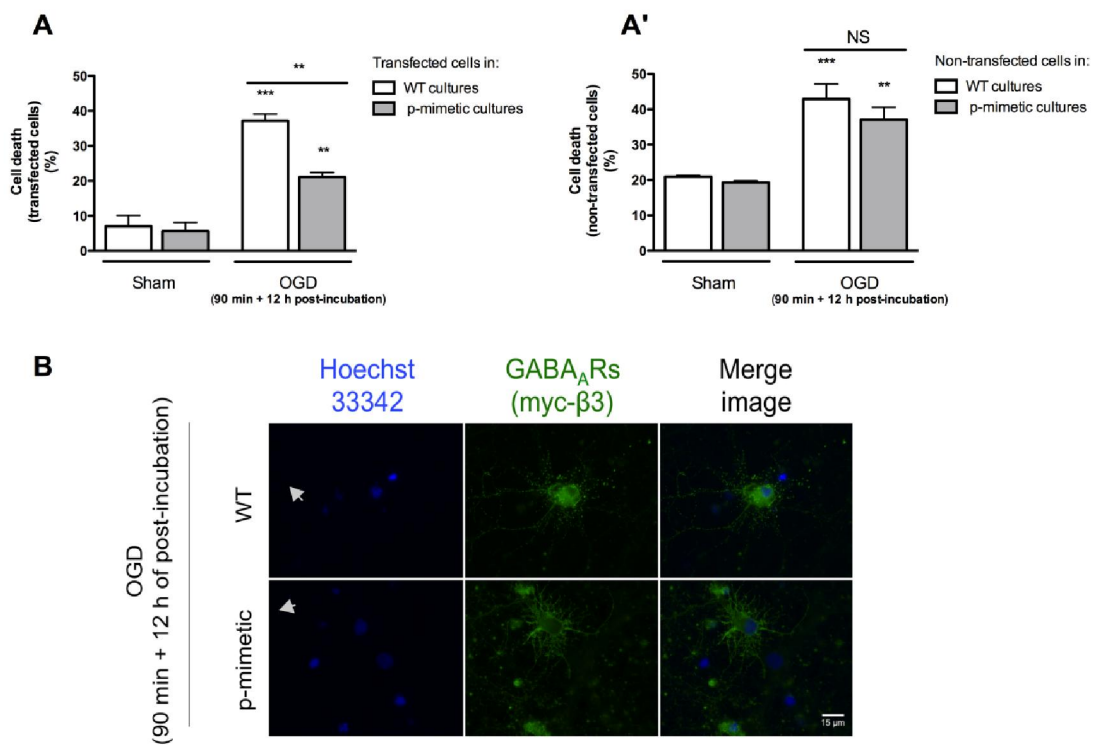 A
Cell death
(transfected cells)
(%)
50
40
30
20
10
0
**
***
**
Sham
OGD
(90 min + 12 h post-incubation)
Transfected cells in:
WT cultures
p-mimetic cultures
A'
Cell death
(non-transfected cells)
(%)
50
40
30
20
10
0
NS
***
**
Sham
OGD
(90 min + 12 h post-incubation)
Non-transfected cells in:
WT cultures
p-mimetic cultures
B
Hoechst
33342
GABAARs
(myc-β3)
Merge
image
OGD
(90 min + 12 h of post-incubation)
WT
p-mimetic
15 µm